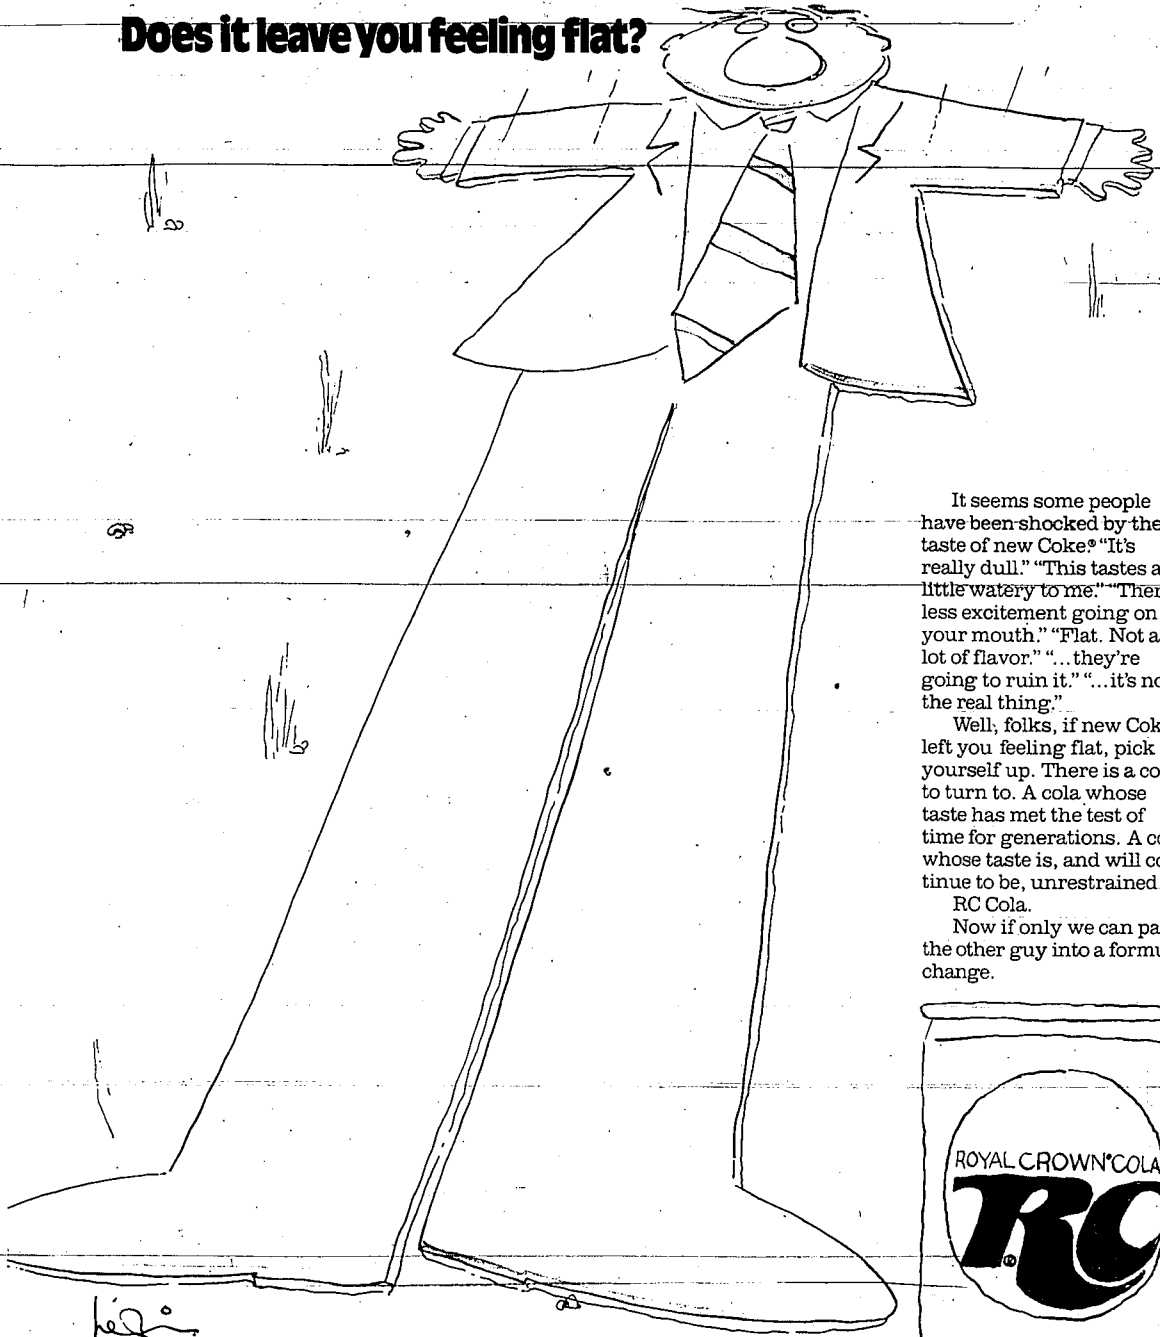 Does it leave you feeling flat?
It seems some people
have been shocked by the
taste of new Coke.® “It’s
really dull.” “This tastes a
little watery to me.”
less excitement going on
your mouth.” “Flat. Not a
lot of flavor.” “...they’re
going to ruin it.” “...it’s
the real thing.”
Well, folks, if new
left you feeling flat, pick
yourself up. There is a
to turn to. A cola whose
taste has met the test of
time for generations. A
whose taste is, and will
tinue to be, unrestrained.
RC Cola.
Now if only we can
the other guy into a
change.
ROYAL CROWN COLA
RC®